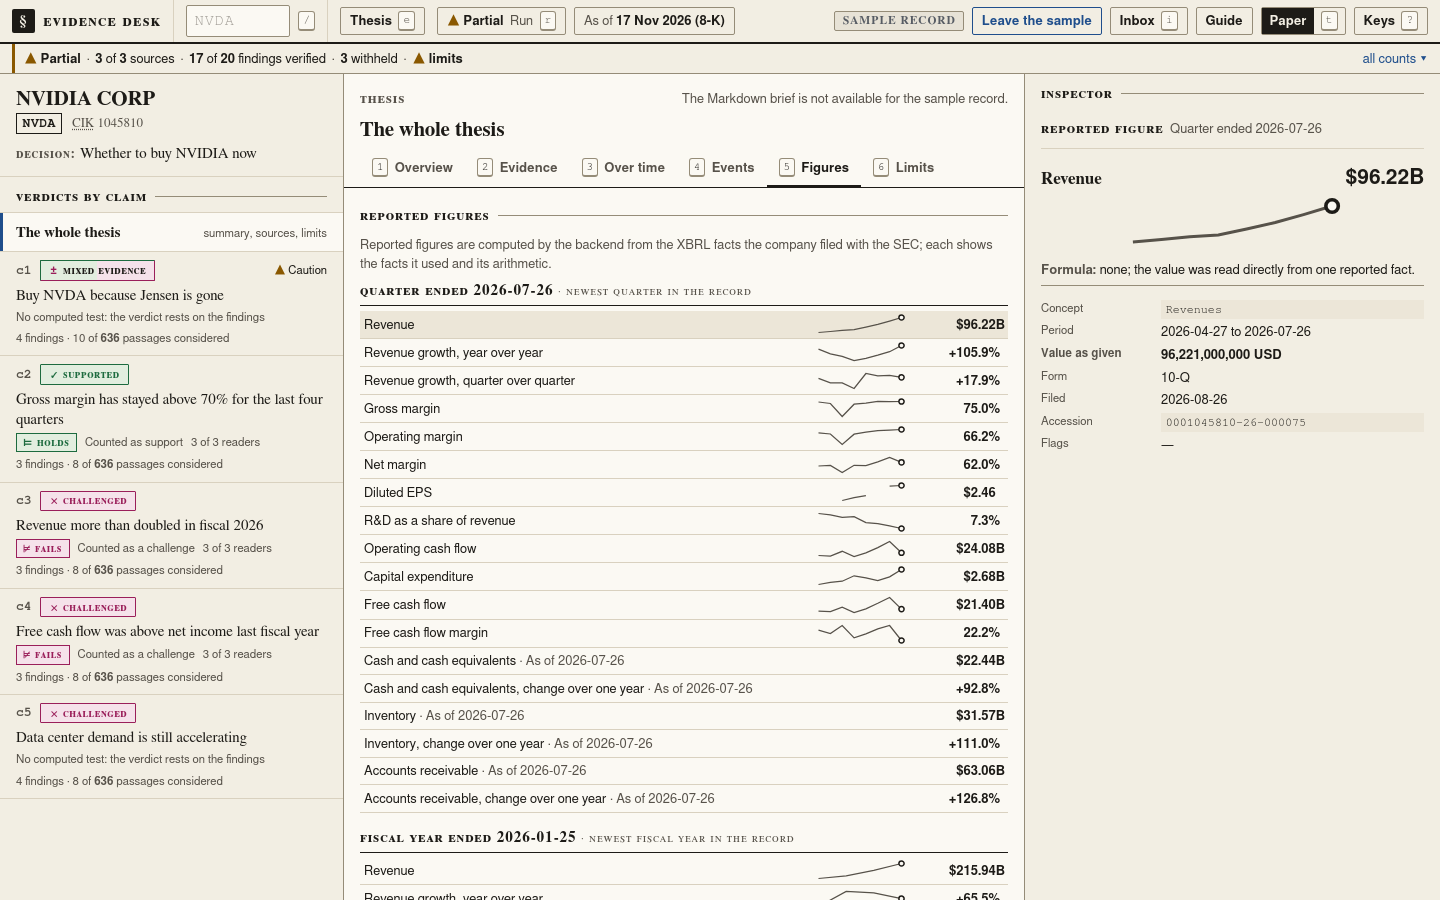 § EVIDENCE DESK NVDA / Thesis e Partial Run r As of 17 Nov 2026 (8-K) SAMPLE RECORD Leave the sample Inbox i Guide Paper t Keys ?
Partial · 3 of 3 sources · 17 of 20 findings verified · 3 withheld · limits all counts ▾
NVIDIA CORP
NVDA CIK 1045810
DECISION: Whether to buy NVIDIA now
VERDICTS BY CLAIM
The whole thesis summary, sources, limits
c1 ± MIXED EVIDENCE Caution
Buy NVDA because Jensen is gone
No computed test: the verdict rests on the findings
4 findings · 10 of 636 passages considered
c2 ✓ SUPPORTED
Gross margin has stayed above 70% for the last four
quarters
⊨ HOLDS Counted as support 3 of 3 readers
3 findings · 8 of 636 passages considered
c3 × CHALLENGED
Revenue more than doubled in fiscal 2026
⊭ FAILS Counted as a challenge 3 of 3 readers
3 findings · 8 of 636 passages considered
c4 × CHALLENGED
Free cash flow was above net income last fiscal year
⊭ FAILS Counted as a challenge 3 of 3 readers
3 findings · 8 of 636 passages considered
c5 × CHALLENGED
Data center demand is still accelerating
No computed test: the verdict rests on the findings
4 findings · 8 of 636 passages considered
THESIS The Markdown brief is not available for the sample record.
The whole thesis
1 Overview 2 Evidence 3 Over time 4 Events 5 Figures 6 Limits
REPORTED FIGURES
Reported figures are computed by the backend from the XBRL facts the company filed with the SEC; each shows
the facts it used and its arithmetic.
QUARTER ENDED 2026-07-26 · NEWEST QUARTER IN THE RECORD
Revenue $96.22B
Revenue growth, year over year +105.9%
Revenue growth, quarter over quarter +17.9%
Gross margin 75.0%
Operating margin 66.2%
Net margin 62.0%
Diluted EPS $2.46
R&D as a share of revenue 7.3%
Operating cash flow $24.08B
Capital expenditure $2.68B
Free cash flow $21.40B
Free cash flow margin 22.2%
Cash and cash equivalents · As of 2026-07-26 $22.44B
Cash and cash equivalents, change over one year · As of 2026-07-26 +92.8%
Inventory · As of 2026-07-26 $31.57B
Inventory, change over one year · As of 2026-07-26 +111.0%
Accounts receivable · As of 2026-07-26 $63.06B
Accounts receivable, change over one year · As of 2026-07-26 +126.8%
FISCAL YEAR ENDED 2026-01-25 · NEWEST FISCAL YEAR IN THE RECORD
Revenue $215.94B
Revenue growth, year over year +65.5%
INSPECTOR
REPORTED FIGURE Quarter ended 2026-07-26
Revenue $96.22B
Formula: none; the value was read directly from one reported fact.
Concept Revenues
Period 2026-04-27 to 2026-07-26
Value as given 96,221,000,000 USD
Form 10-Q
Filed 2026-08-26
Accession 0001045810-26-000075
Flags —